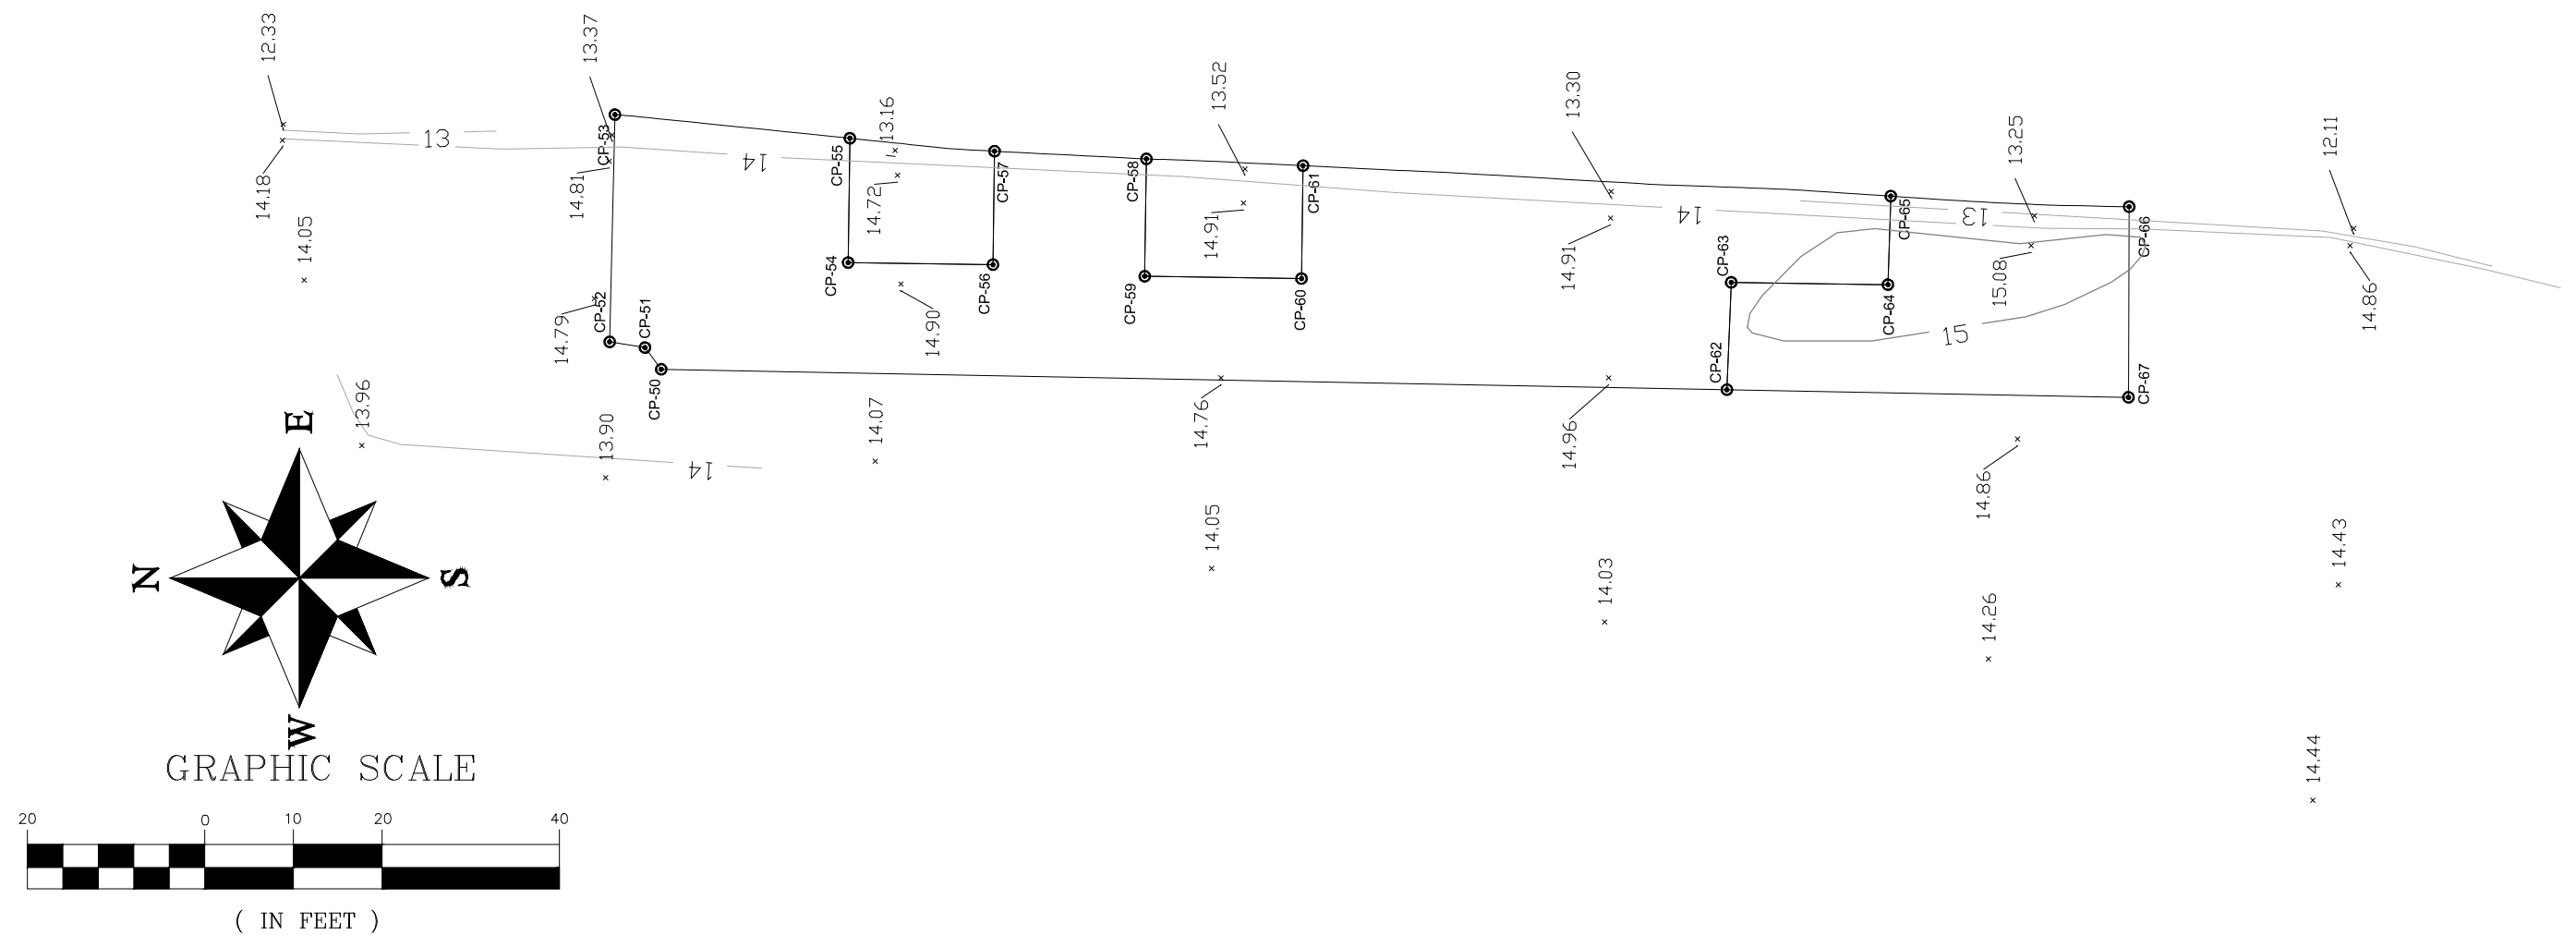 12.33
13.37
13.16
13.52
13.30
13.25
12.11
13
14
14
13
CP-53
CP-55
CP-57
CP-58
CP-61
CP-65
CP-66
14.18
14.05
14.81
14.72
14.91
14.91
15.08
14.86
CP-54
CP-56
CP-59
CP-60
CP-63
CP-64
14.79
CP-52
CP-51
14.90
15
CP-50
CP-62
CP-67
13.96
13.90
14
14.07
14.76
14.96
14.86
14.05
14.03
14.26
14.43
14.44
E
N
S
W
GRAPHIC SCALE
20 0 10 20 40
( IN FEET )